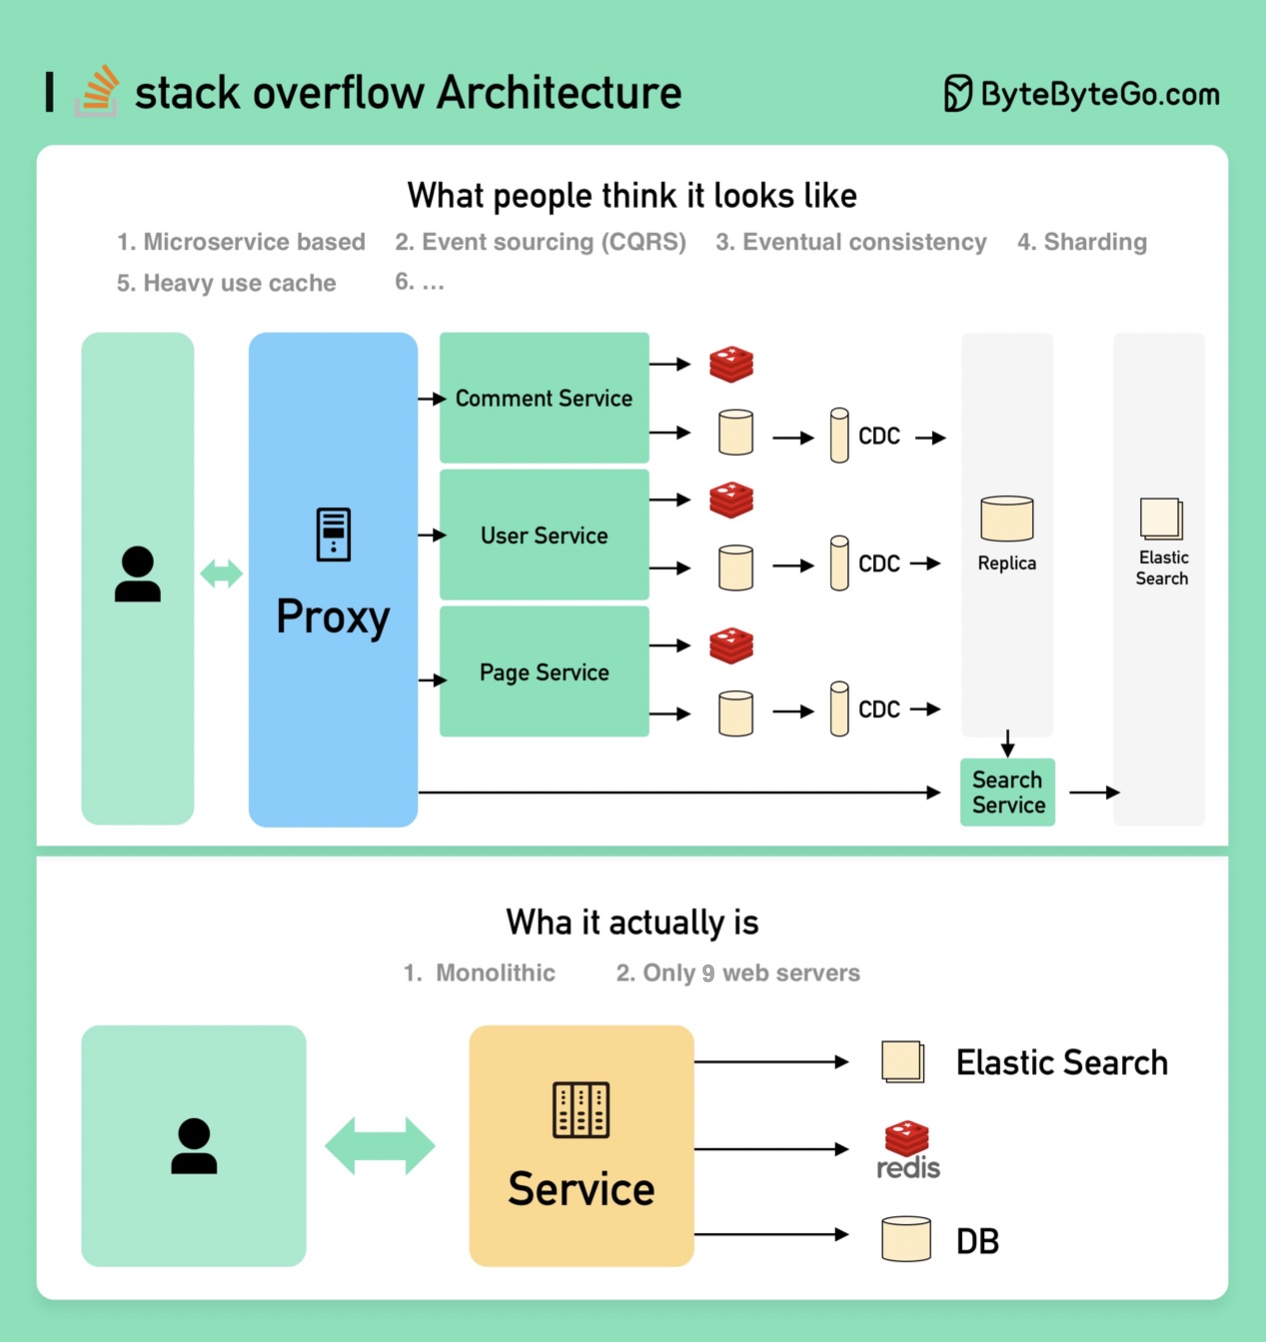 stack overflow Architecture
ByteByteGo.com
What people think it looks like
1. Microservice based 2. Event sourcing (CQRS) 3. Eventual consistency 4. Sharding
5. Heavy use cache 6. ...
Proxy
Comment Service
CDC
User Service
CDC
Page Service
CDC
Replica
Elastic
Search
Search
Service
Wha it actually is
1. Monolithic 2. Only 9 web servers
Service
Elastic Search
redis
DB